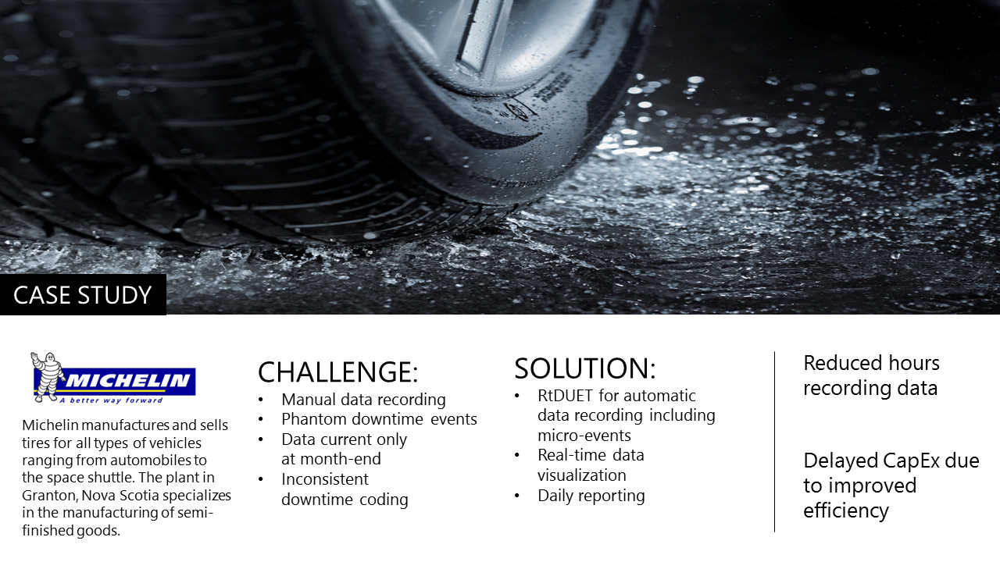 CASE STUDY
MICHELIN
A better way forward
Michelin manufactures and sells
tires for all types of vehicles
ranging from automobiles to
the space shuttle. The plant in
Granton, Nova Scotia specializes
in the manufacturing of semi-
finished goods.
CHALLENGE:
• Manual data recording
• Phantom downtime events
• Data current only
at month-end
• Inconsistent
downtime coding
SOLUTION:
• RtDUET for automatic
data recording including
micro-events
• Real-time data
visualization
• Daily reporting
Reduced hours
recording data
Delayed CapEx due
to improved
efficiency